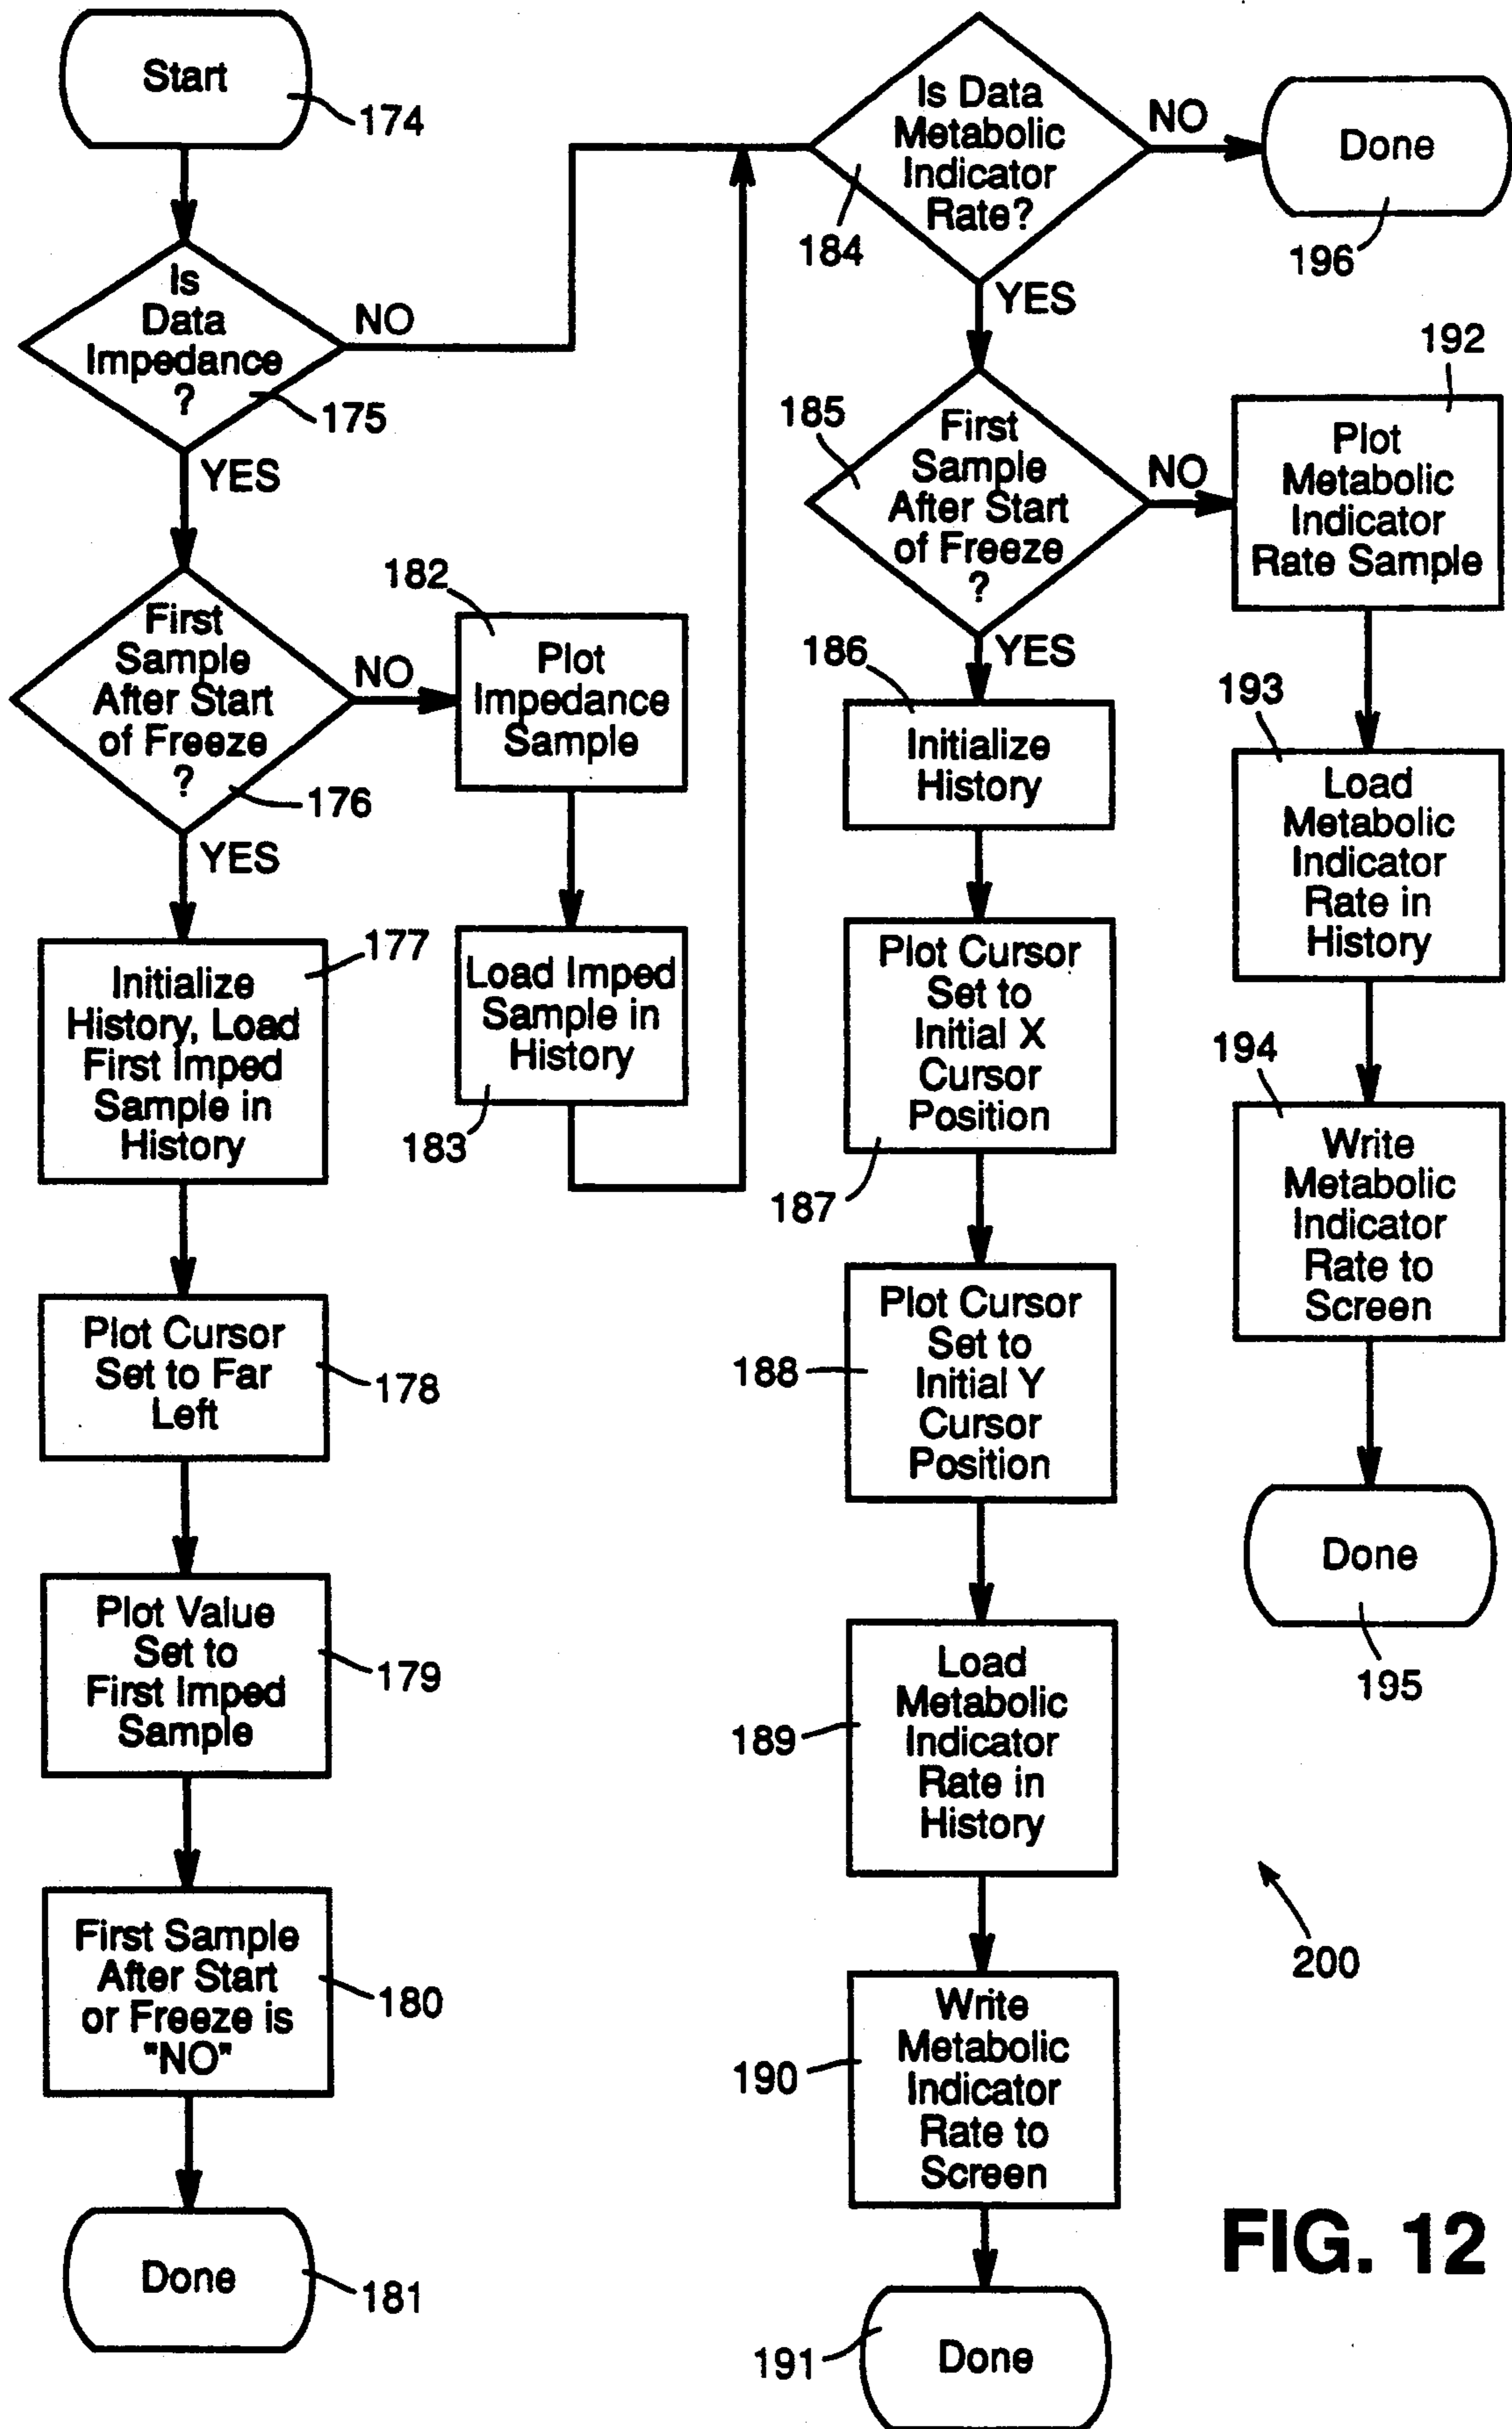 Start
174
Is
Data
Impedance
?
175
NO
YES
First
Sample
After Start
of Freeze
?
176
NO
YES
182
Plot
Impedance
Sample
Load Imped
Sample in
History
183
177
Initialize
History, Load
First Imped
Sample in
History
Plot Cursor
Set to Far
Left
178
Plot Value
Set to
First Imped
Sample
179
First Sample
After Start
or Freeze is
"NO"
180
Done
181
Is Data
Metabolic
Indicator
Rate?
184
NO
Done
196
YES
185
First
Sample
After Start
of Freeze
?
NO
YES
186
Initialize
History
Plot Cursor
Set to
Initial X
Cursor
Position
187
Plot Cursor
Set to
Initial Y
Cursor
Position
188
Load
Metabolic
Indicator
Rate in
History
189
Write
Metabolic
Indicator
Rate to
Screen
190
Done
191
192
Plot
Metabolic
Indicator
Rate Sample
193
Load
Metabolic
Indicator
Rate in
History
194
Write
Metabolic
Indicator
Rate to
Screen
Done
195
200
FIG. 12